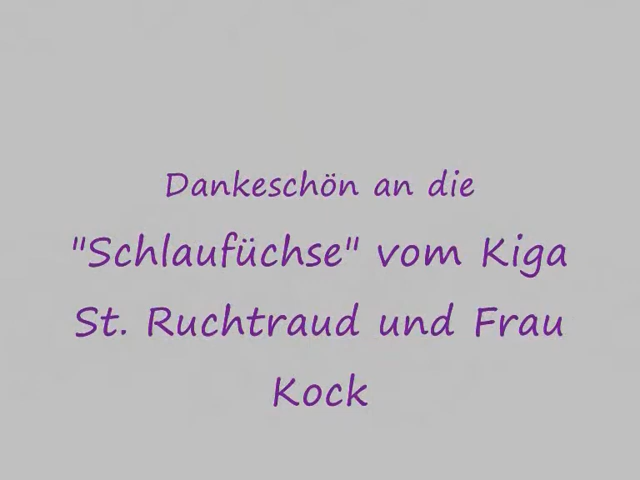 Dankeschön an die
"Schlaufüchse" vom Kiga
St. Ruchtraud und Frau
Kock